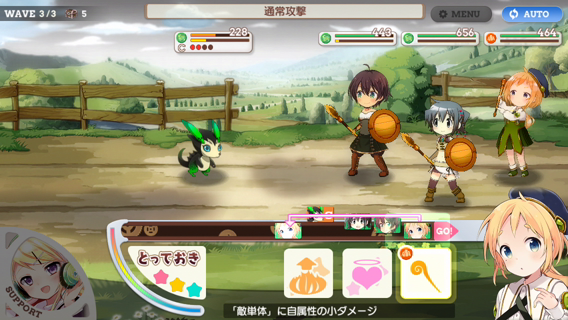 WAVE 3/3 5
通常攻撃
MENU
AUTO
228
C
443
656
464
GO!
とっておき
SUPPORT
「敵単体」に自属性の小ダメージ